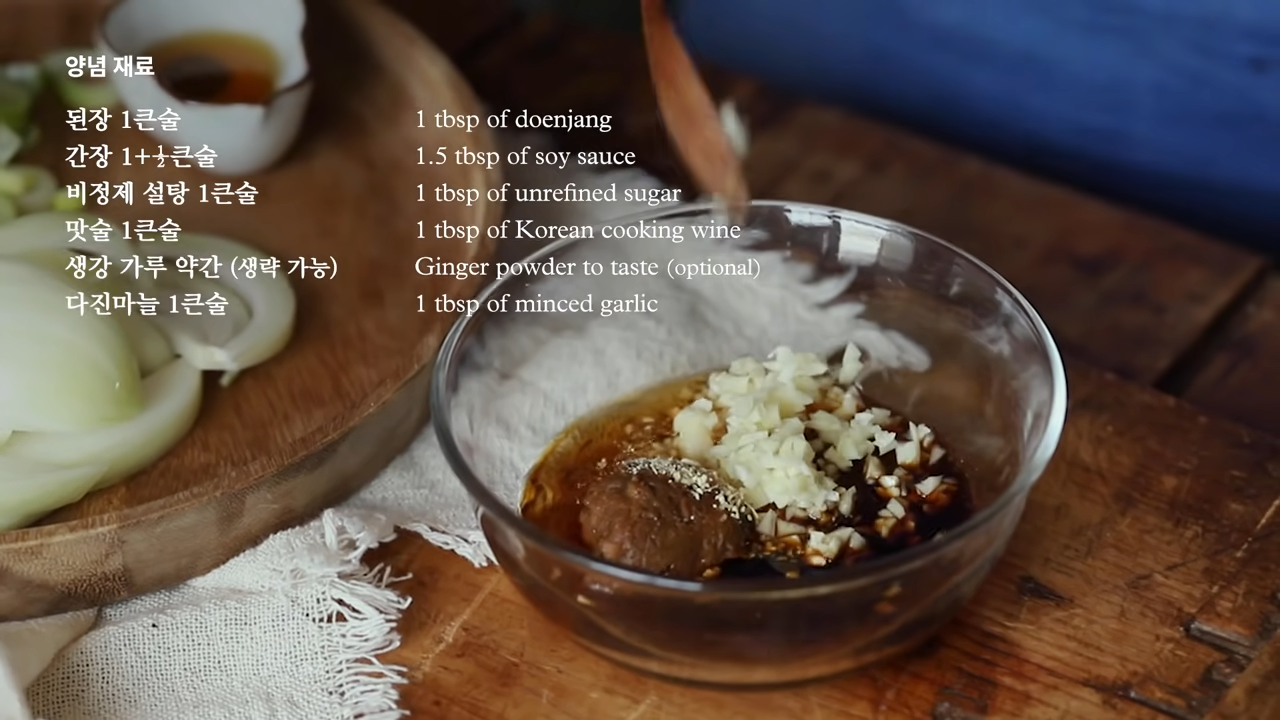 양념 재료
된장 1큰술 1 tbsp of doenjang
간장 1+½큰술 1.5 tbsp of soy sauce
비정제 설탕 1큰술 1 tbsp of unrefined sugar
맛술 1큰술 1 tbsp of Korean cooking wine
생강 가루 약간 (생략 가능) Ginger powder to taste (optional)
다진마늘 1큰술 1 tbsp of minced garlic